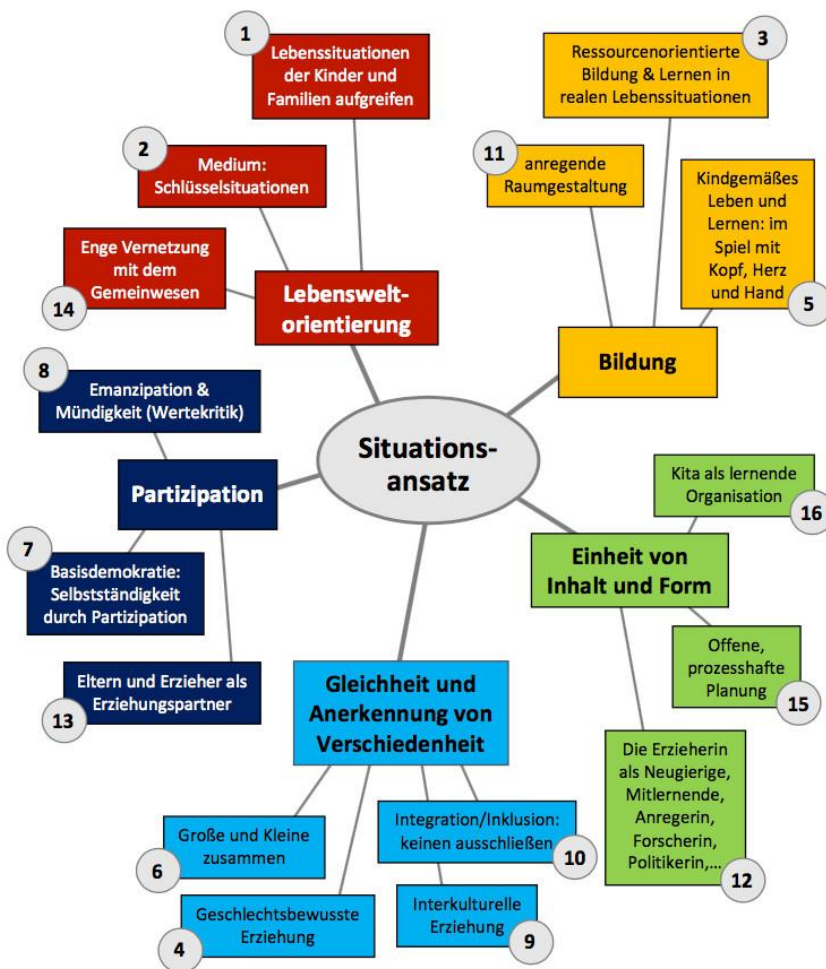 1
Lebenssituationen
der Kinder und
Familien aufgreifen
2
Medium:
Schlüsselsituationen
Enge Vernetzung
mit dem
Gemeinwesen
14
Lebenswelt-
orientierung
3
Ressourcenorientierte
Bildung & Lernen in
realen Lebenssituationen
11
anregende
Raumgestaltung
Kindgemäßes
Leben und
Lernen: im
Spiel mit
Kopf, Herz
und Hand
5
Bildung
Situations-
ansatz
8
Emanzipation &
Mündigkeit (Wertekritik)
Partizipation
7
Basisdemokratie:
Selbstständigkeit
durch Partizipation
Eltern und Erzieher als
Erziehungspartner
13
Kita als lernende
Organisation
16
Einheit von
Inhalt und Form
Offene,
prozesshafte
Planung
15
Die Erzieherin
als Neugierige,
Mitlernende,
Anregerin,
Forscherin,
Politikerin,…
12
Gleichheit und
Anerkennung von
Verschiedenheit
Große und Kleine
zusammen
6
Integration/Inklusion:
keinen ausschließen
10
Geschlechtsbewusste
Erziehung
4
Interkulturelle
Erziehung
9